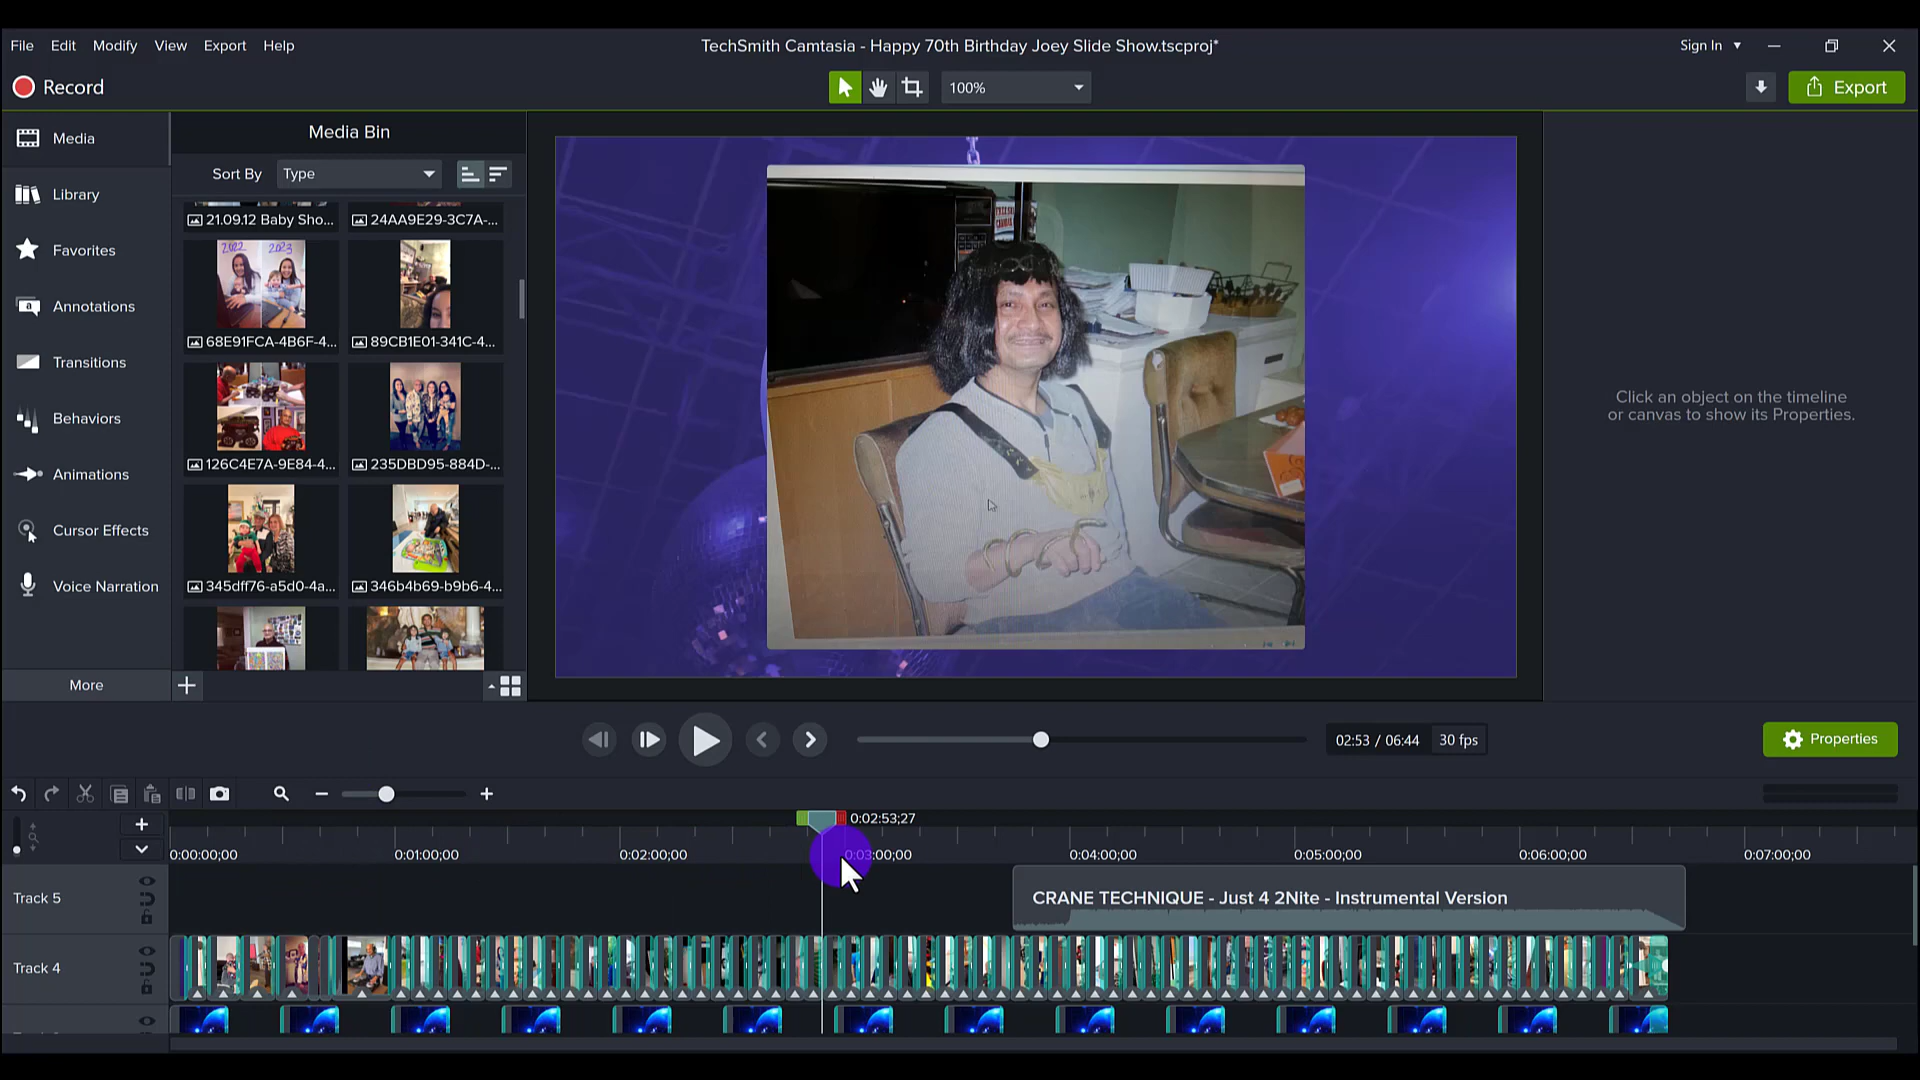 File Edit Modify View Export Help
TechSmith Camtasia - Happy 70th Birthday Joey Slide Show.tscproj*
Sign In
Record
100%
Export
Media
Library
Favorites
Annotations
Transitions
Behaviors
Animations
Cursor Effects
Voice Narration
More
Media Bin
Sort By Type
21.09.12 Baby Sho... 24AA9E29-3C7A-...
2022 2023
68E91FCA-4B6F-4... 89CB1E01-341C-4...
126C4E7A-9E84-4... 235DBD95-884D-...
345dff76-a5d0-4a... 346b4b69-b9b6-4...
Click an object on the timeline
or canvas to show its Properties.
02:53 / 06:44 30 fps
Properties
0:02:53;27
0:00:00;00 0:01:00;00 0:02:00;00 0:03:00;00 0:04:00;00 0:05:00;00 0:06:00;00 0:07:00;00
Track 5
CRANE TECHNIQUE - Just 4 2Nite - Instrumental Version
Track 4